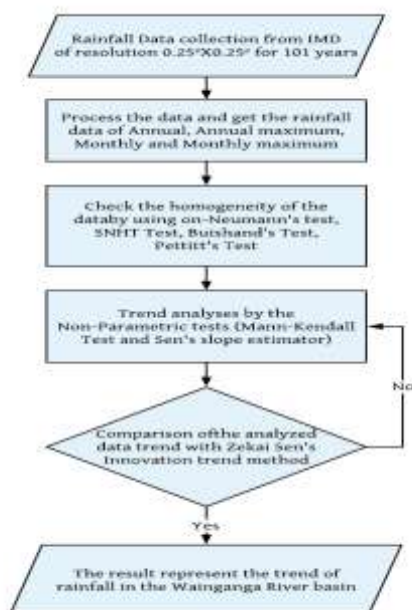 Rainfall Data collection from IMD
of resolution 0.25°X0.25° for 101 years
Process the data and get the rainfall
data of Annual, Annual maximum,
Monthly and Monthly maximum
Check the homogeneity of the
databy using on-Neumann's test,
SNHT Test, Buishand's Test,
Pettitt's Test
Trend analyses by the
Non-Parametric tests (Mann-Kendall
Test and Sen's slope estimator)
No
Comparison ofthe analyzed
data trend with Zekai Sen's
Innovation trend method
Yes
The result represent the trend of
rainfall in the Wainganga River basin